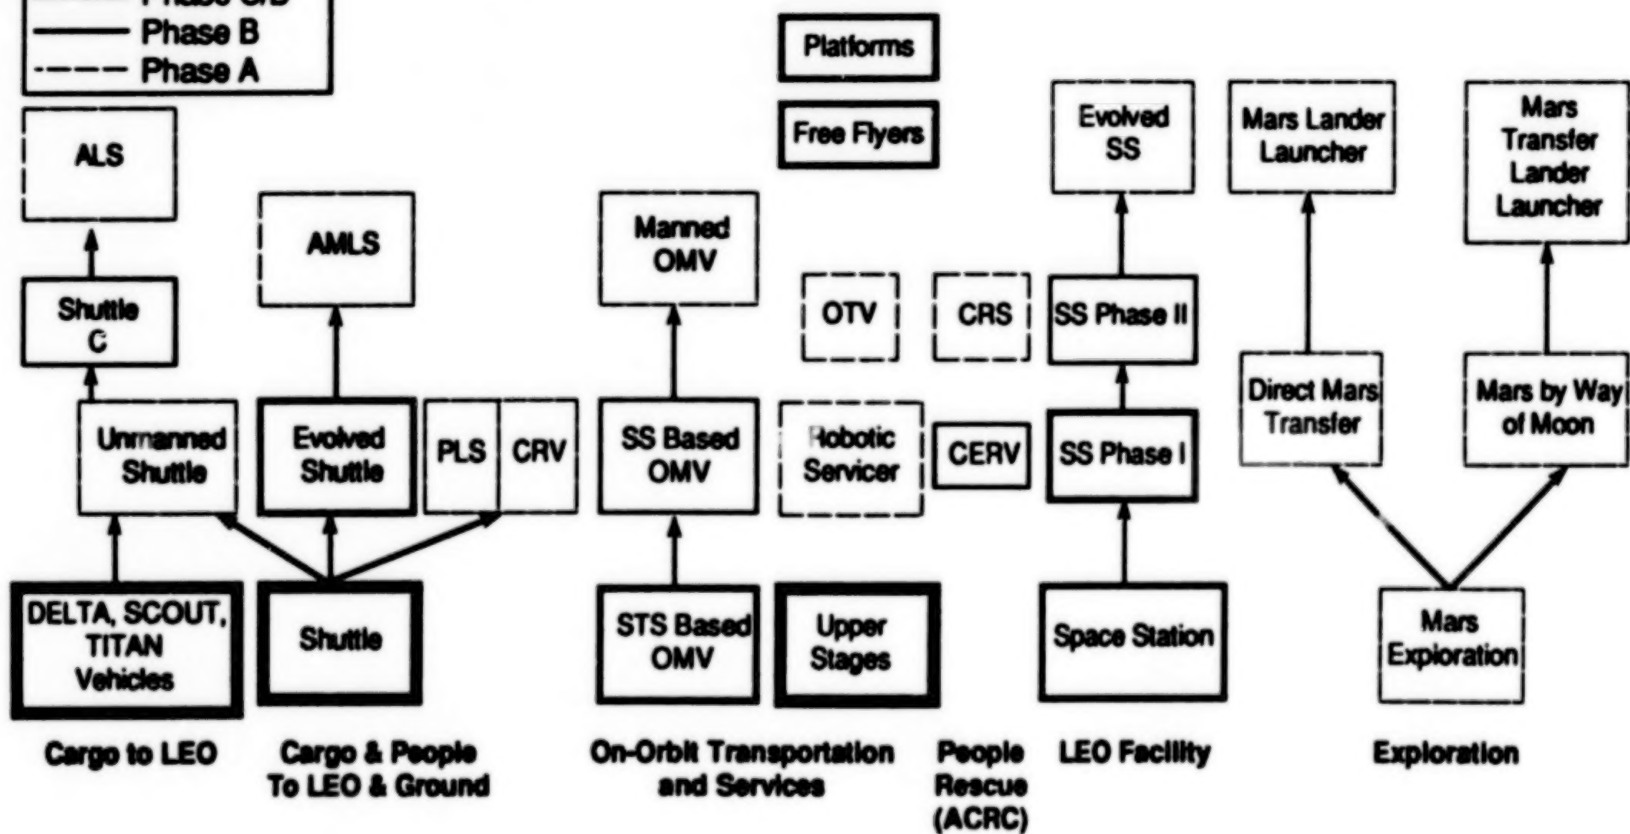 Phase B
Phase A
Platforms
Free Flyers
ALS
Evolved
SS
Mars Lander
Launcher
Mars
Transfer
Lander
Launcher
AMLS
Manned
OMV
Shuttle
C
OTV
CRS
SS Phase II
Direct Mars
Transfer
Mars by Way
of Moon
Unmanned
Shuttle
Evolved
Shuttle
PLS
CRV
SS Based
OMV
Robotic
Servicer
CERV
SS Phase I
DELTA, SCOUT,
TITAN
Vehicles
Shuttle
STS Based
OMV
Upper
Stages
Space Station
Mars
Exploration
Cargo to LEO
Cargo & People
To LEO & Ground
On-Orbit Transportation
and Services
People
Rescue
(ACRC)
LEO Facility
Exploration